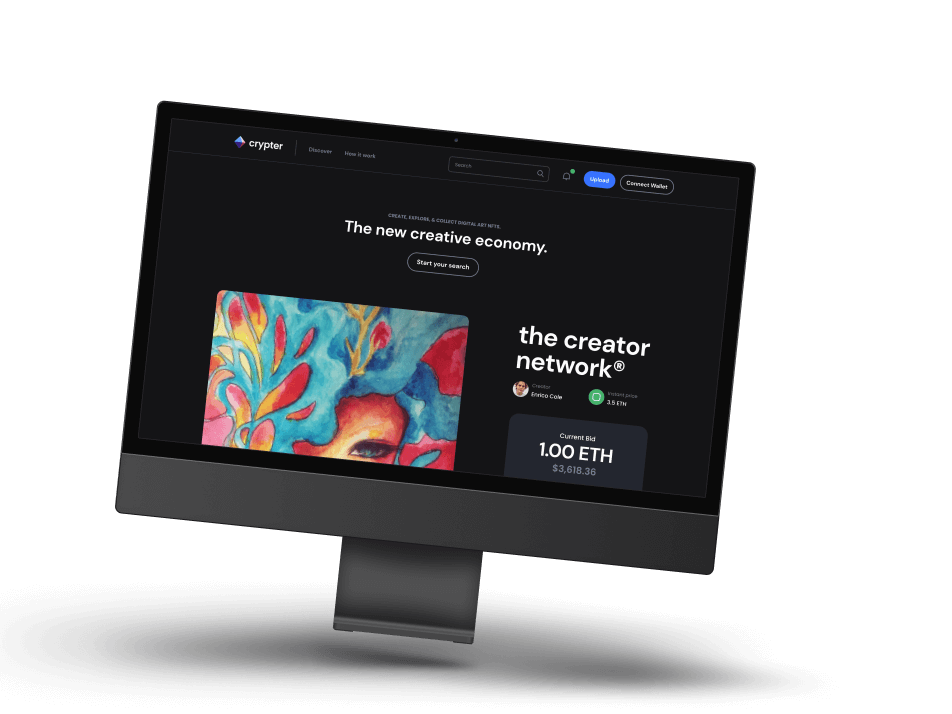 crypter
Discover
How it work
Search
Upload
Connect Wallet
CREATE, EXPLORE, & COLLECT DIGITAL ART NFTS.
The new creative economy.
Start your search
the creator
network®
Creator
Enrico Cole
Instant price
3.5 ETH
Current Bid
1.00 ETH
$3,618.36